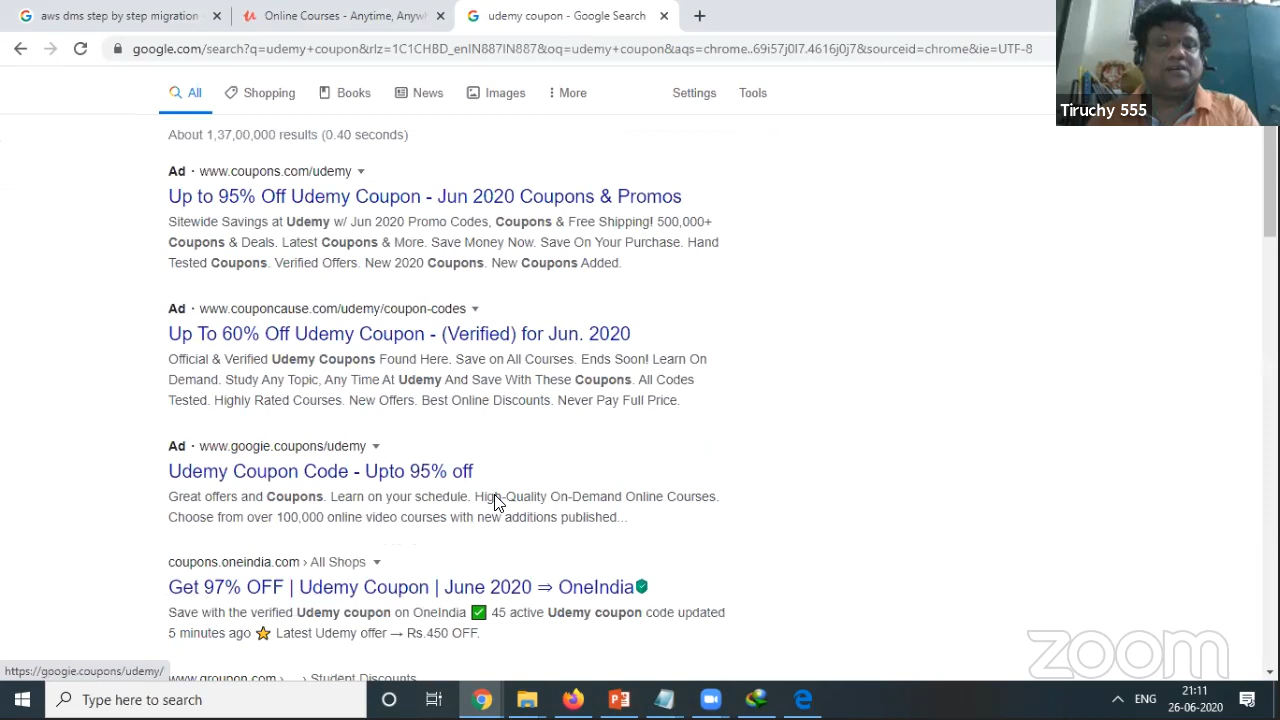 aws dms step by step migration
Online Courses - Anytime, Anyw
udemy coupon - Google Search
google.com/search?q=udemy+coupon&rlz=1C1CHBD_enIN887IN887&oq=udemy+coupon&aqs=chrome..69i57j0l7.4616j0j7&sourceid=chrome&ie=UTF-8
Tiruchy 555
All Shopping Books News Images More Settings Tools
About 1,37,00,000 results (0.40 seconds)
Ad · www.coupons.com/udemy
Up to 95% Off Udemy Coupon - Jun 2020 Coupons & Promos
Sitewide Savings at Udemy w/ Jun 2020 Promo Codes, Coupons & Free Shipping! 500,000+
Coupons & Deals. Latest Coupons & More. Save Money Now. Save On Your Purchase. Hand
Tested Coupons. Verified Offers. New 2020 Coupons. New Coupons Added.
Ad · www.couponcause.com/udemy/coupon-codes
Up To 60% Off Udemy Coupon - (Verified) for Jun. 2020
Official & Verified Udemy Coupons Found Here. Save on All Courses. Ends Soon! Learn On
Demand. Study Any Topic, Any Time At Udemy And Save With These Coupons. All Codes
Tested. Highly Rated Courses. New Offers. Best Online Discounts. Never Pay Full Price.
Ad · www.googie.coupons/udemy
Udemy Coupon Code - Upto 95% off
Great offers and Coupons. Learn on your schedule. High-Quality On-Demand Online Courses.
Choose from over 100,000 online video courses with new additions published...
coupons.oneindia.com › All Shops
Get 97% OFF | Udemy Coupon | June 2020 ⇒ OneIndia
Save with the verified Udemy coupon on OneIndia ✅ 45 active Udemy coupon code updated
5 minutes ago ⭐ Latest Udemy offer → Rs.450 OFF.
www.groupon.com › ... › Student Discounts
https://googie.coupons/udemy/
zoom
Type here to search
ENG
21:11
26-06-2020